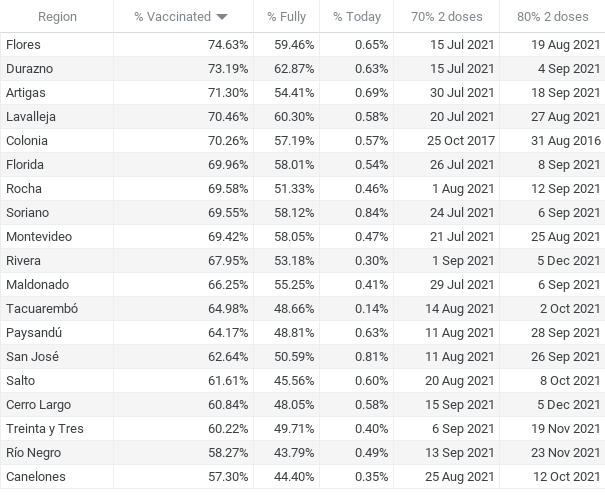 Region % Vaccinated % Fully % Today 70% 2 doses 80% 2 doses
Flores 74.63% 59.46% 0.65% 15 Jul 2021 19 Aug 2021
Durazno 73.19% 62.87% 0.63% 15 Jul 2021 4 Sep 2021
Artigas 71.30% 54.41% 0.69% 30 Jul 2021 18 Sep 2021
Lavalleja 70.46% 60.30% 0.58% 20 Jul 2021 27 Aug 2021
Colonia 70.26% 57.19% 0.57% 25 Oct 2017 31 Aug 2016
Florida 69.96% 58.01% 0.54% 26 Jul 2021 8 Sep 2021
Rocha 69.58% 51.33% 0.46% 1 Aug 2021 12 Sep 2021
Soriano 69.55% 58.12% 0.84% 24 Jul 2021 6 Sep 2021
Montevideo 69.42% 58.05% 0.47% 21 Jul 2021 25 Aug 2021
Rivera 67.95% 53.18% 0.30% 1 Sep 2021 5 Dec 2021
Maldonado 66.25% 55.25% 0.41% 29 Jul 2021 6 Sep 2021
Tacuarembó 64.98% 48.66% 0.14% 14 Aug 2021 2 Oct 2021
Paysandú 64.17% 48.81% 0.63% 11 Aug 2021 28 Sep 2021
San José 62.64% 50.59% 0.81% 11 Aug 2021 26 Sep 2021
Salto 61.61% 45.56% 0.60% 20 Aug 2021 8 Oct 2021
Cerro Largo 60.84% 48.05% 0.58% 15 Sep 2021 5 Dec 2021
Treinta y Tres 60.22% 49.71% 0.40% 6 Sep 2021 19 Nov 2021
Río Negro 58.27% 43.79% 0.49% 13 Sep 2021 23 Nov 2021
Canelones 57.30% 44.40% 0.35% 25 Aug 2021 12 Oct 2021